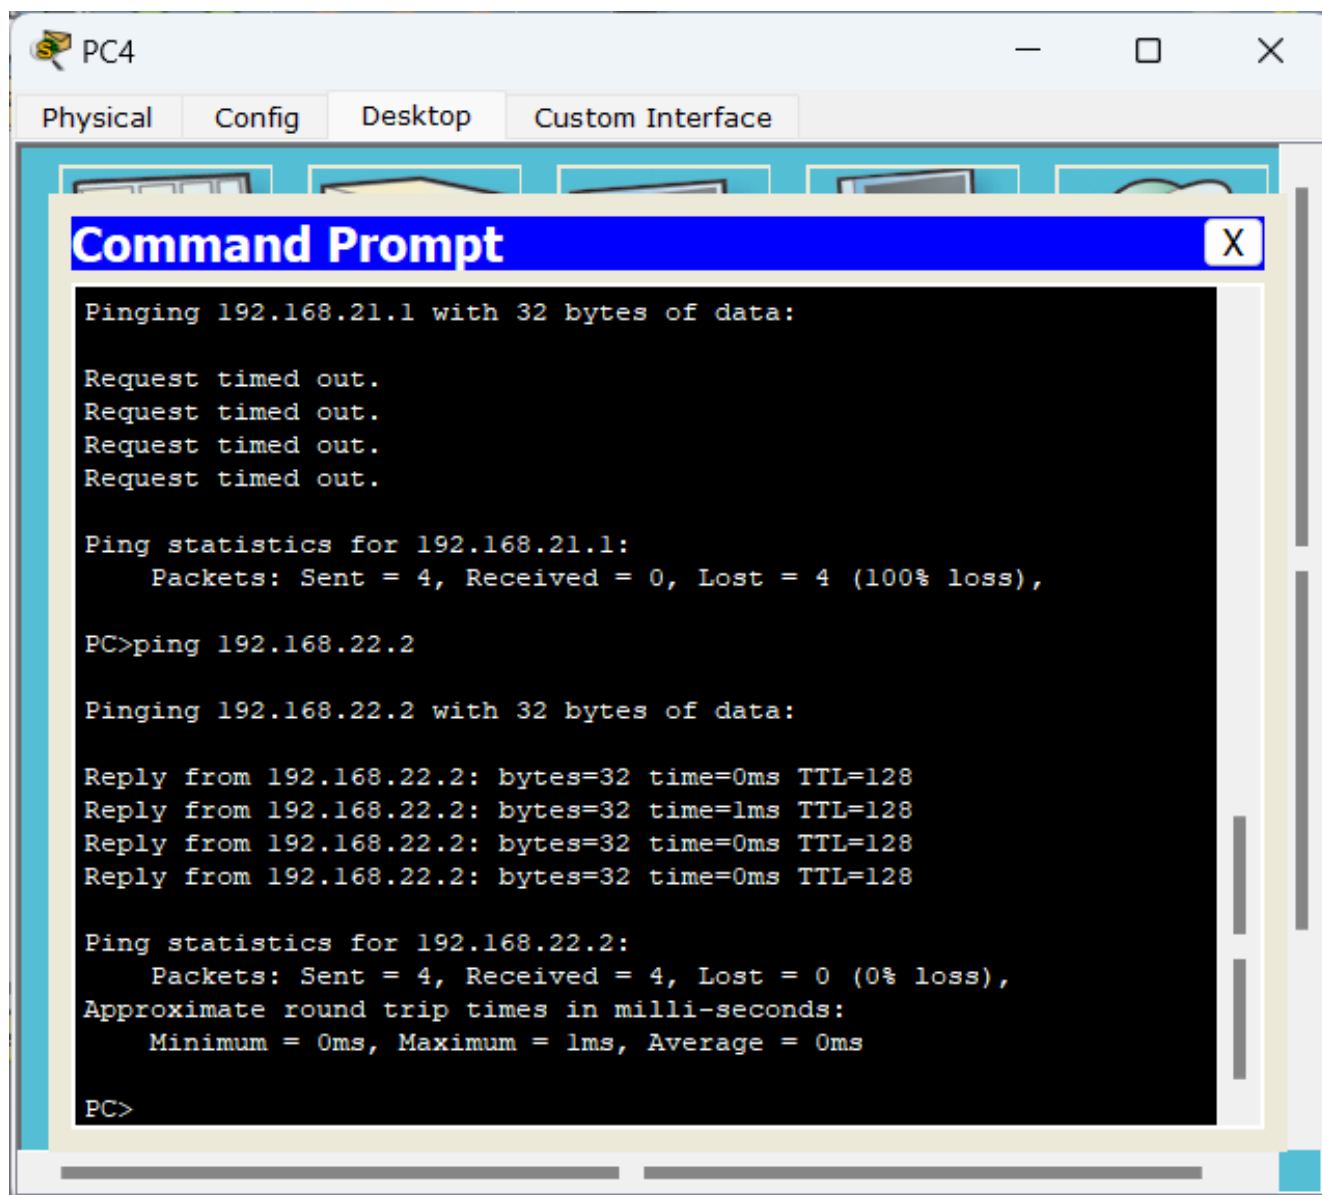 PC4
Physical Config Desktop Custom Interface
Command Prompt X
Pinging 192.168.21.1 with 32 bytes of data:
Request timed out.
Request timed out.
Request timed out.
Request timed out.
Ping statistics for 192.168.21.1:
Packets: Sent = 4, Received = 0, Lost = 4 (100% loss),
PC>ping 192.168.22.2
Pinging 192.168.22.2 with 32 bytes of data:
Reply from 192.168.22.2: bytes=32 time=0ms TTL=128
Reply from 192.168.22.2: bytes=32 time=1ms TTL=128
Reply from 192.168.22.2: bytes=32 time=0ms TTL=128
Reply from 192.168.22.2: bytes=32 time=0ms TTL=128
Ping statistics for 192.168.22.2:
Packets: Sent = 4, Received = 4, Lost = 0 (0% loss),
Approximate round trip times in milli-seconds:
Minimum = 0ms, Maximum = 1ms, Average = 0ms
PC>